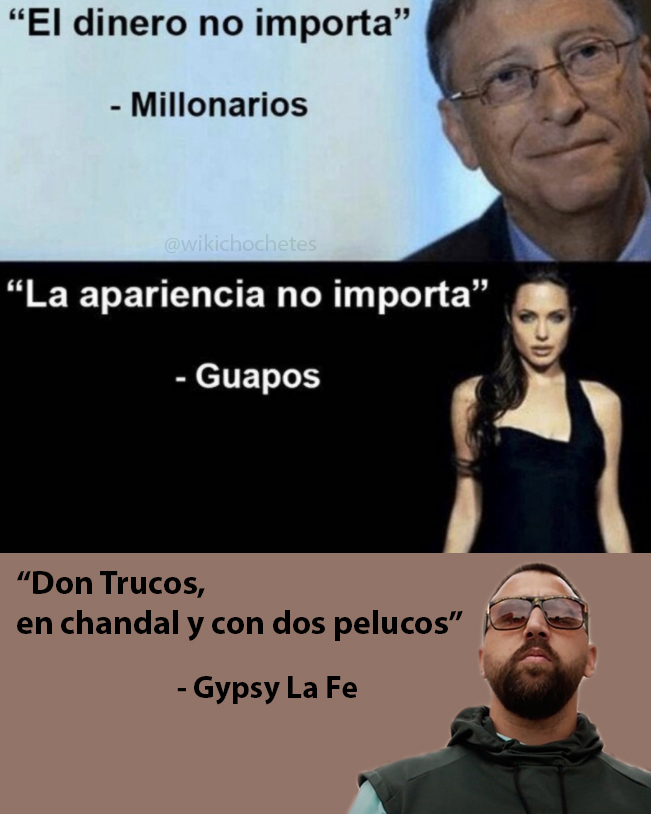 “El dinero no importa”
- Millonarios
@wikichochetes
“La apariencia no importa”
- Guapos
“Don Trucos,
en chandal y con dos pelucos”
- Gypsy La Fe